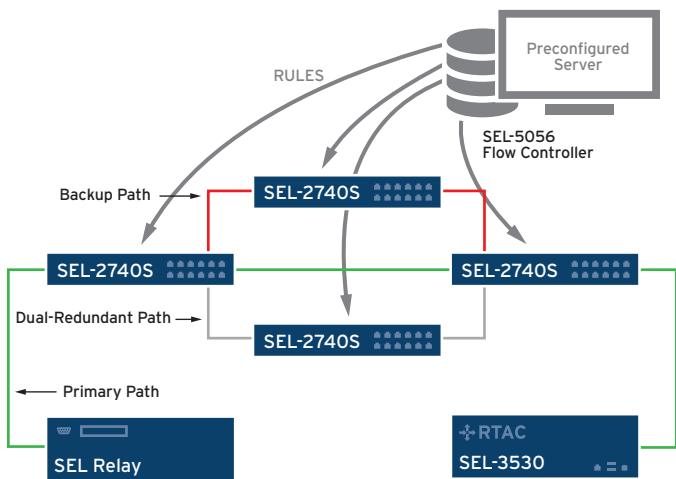 Preconfigured
Server
RULES
SEL-5056
Flow Controller
Backup Path
SEL-2740S
SEL-2740S
SEL-2740S
Dual-Redundant Path
SEL-2740S
Primary Path
SEL Relay
RTAC
SEL-3530